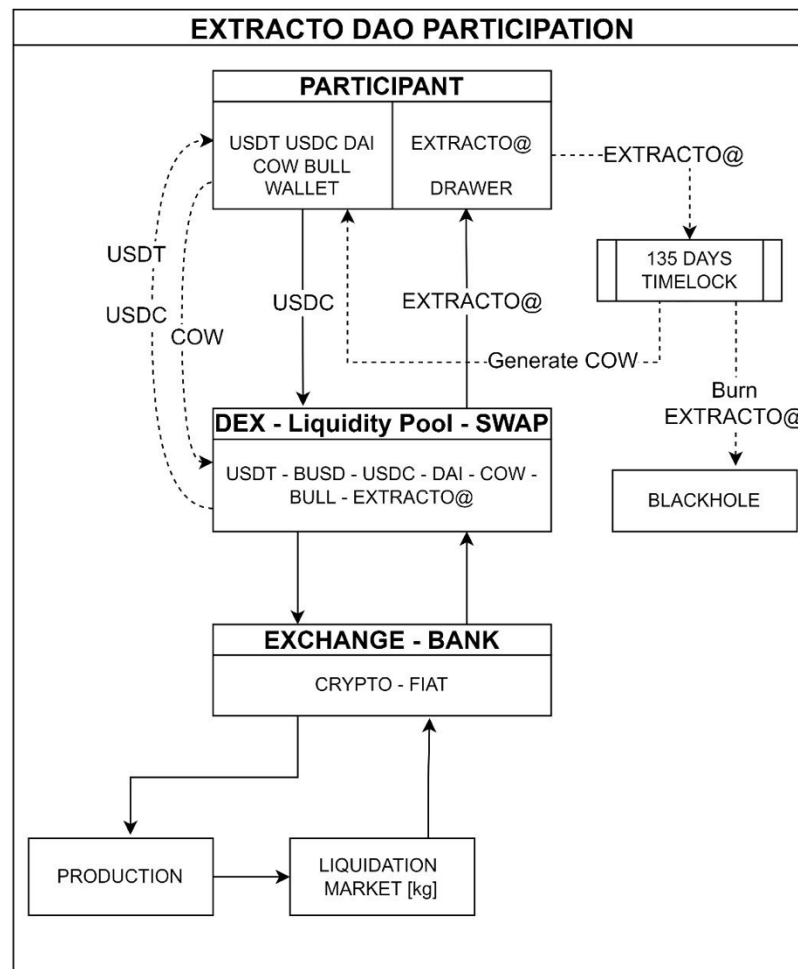 EXTRACTO DAO PARTICIPATION
PARTICIPANT
USDT USDC DAI
COW BULL
WALLET
EXTRACTO@
DRAWER
EXTRACTO@
135 DAYS
TIMELOCK
USDT
USDC
COW
USDC
EXTRACTO@
Generate COW
Burn
EXTRACTO@
DEX - Liquidity Pool - SWAP
USDT - BUSD - USDC - DAI - COW -
BULL - EXTRACTO@
BLACKHOLE
EXCHANGE - BANK
CRYPTO - FIAT
PRODUCTION
LIQUIDATION
MARKET [kg]